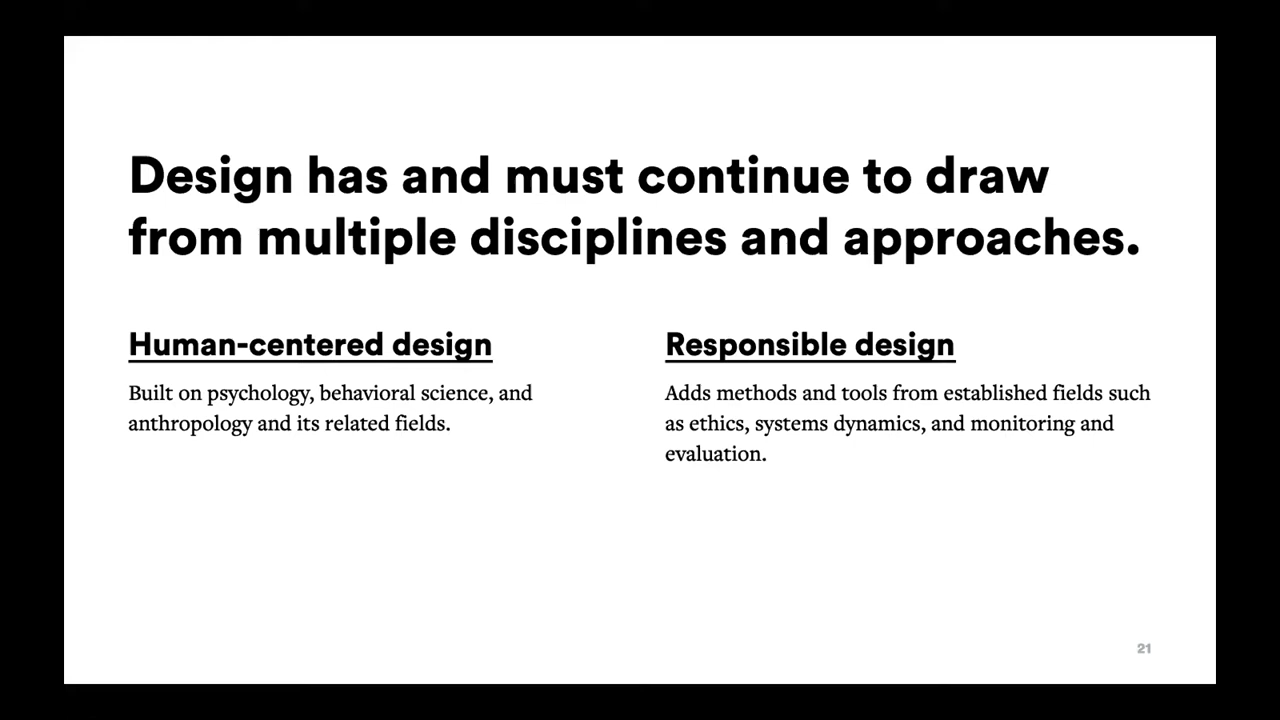 Design has and must continue to draw
from multiple disciplines and approaches.
Human-centered design
Built on psychology, behavioral science, and
anthropology and its related fields.
Responsible design
Adds methods and tools from established fields such
as ethics, systems dynamics, and monitoring and
evaluation.
21